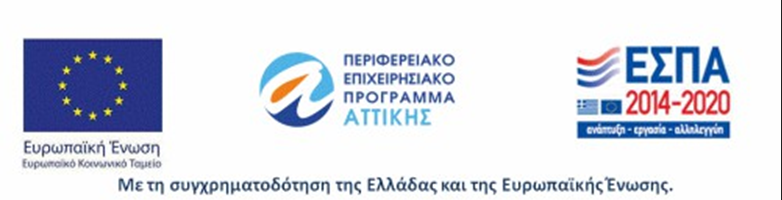 Ευρωπαϊκή Ένωση
Ευρωπαϊκό Κοινωνικό Ταμείο
ΠΕΡΙΦΕΡΕΙΑΚΟ
ΕΠΙΧΕΙΡΗΣΙΑΚΟ
ΠΡΟΓΡΑΜΜΑ
ΑΤΤΙΚΗΣ
ΕΣΠΑ
2014-2020
ανάπτυξη - εργασία - αλληλεγγύη
Με τη συγχρηματοδότηση της Ελλάδας και της Ευρωπαϊκής Ένωσης.